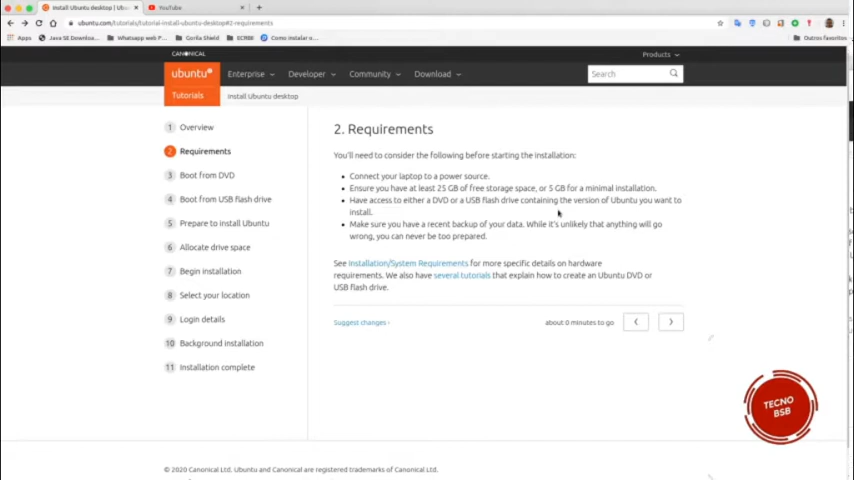 Install Ubuntu desktop | Ubu
YouTube
ubuntu.com/tutorials/tutorial-install-ubuntu-desktop#2-requirements
Apps
Java SE Downloa...
Whatsapp web P...
Gorila Shield
ECRBE
Como instalar o...
Outros favoritos
CANONICAL
Products
ubuntu
Enterprise
Developer
Community
Download
Search
Tutorials
Install Ubuntu desktop
1 Overview
2 Requirements
3 Boot from DVD
4 Boot from USB flash drive
5 Prepare to install Ubuntu
6 Allocate drive space
7 Begin installation
8 Select your location
9 Login details
10 Background installation
11 Installation complete
2. Requirements
You'll need to consider the following before starting the installation:
Connect your laptop to a power source.
Ensure you have at least 25 GB of free storage space, or 5 GB for a minimal installation.
Have access to either a DVD or a USB flash drive containing the version of Ubuntu you want to
install.
Make sure you have a recent backup of your data. While it's unlikely that anything will go
wrong, you can never be too prepared.
See Installation/System Requirements for more specific details on hardware
requirements. We also have several tutorials that explain how to create an Ubuntu DVD or
USB flash drive.
Suggest changes ›
about 0 minutes to go
TECNO
BSB
© 2020 Canonical Ltd. Ubuntu and Canonical are registered trademarks of Canonical Ltd.